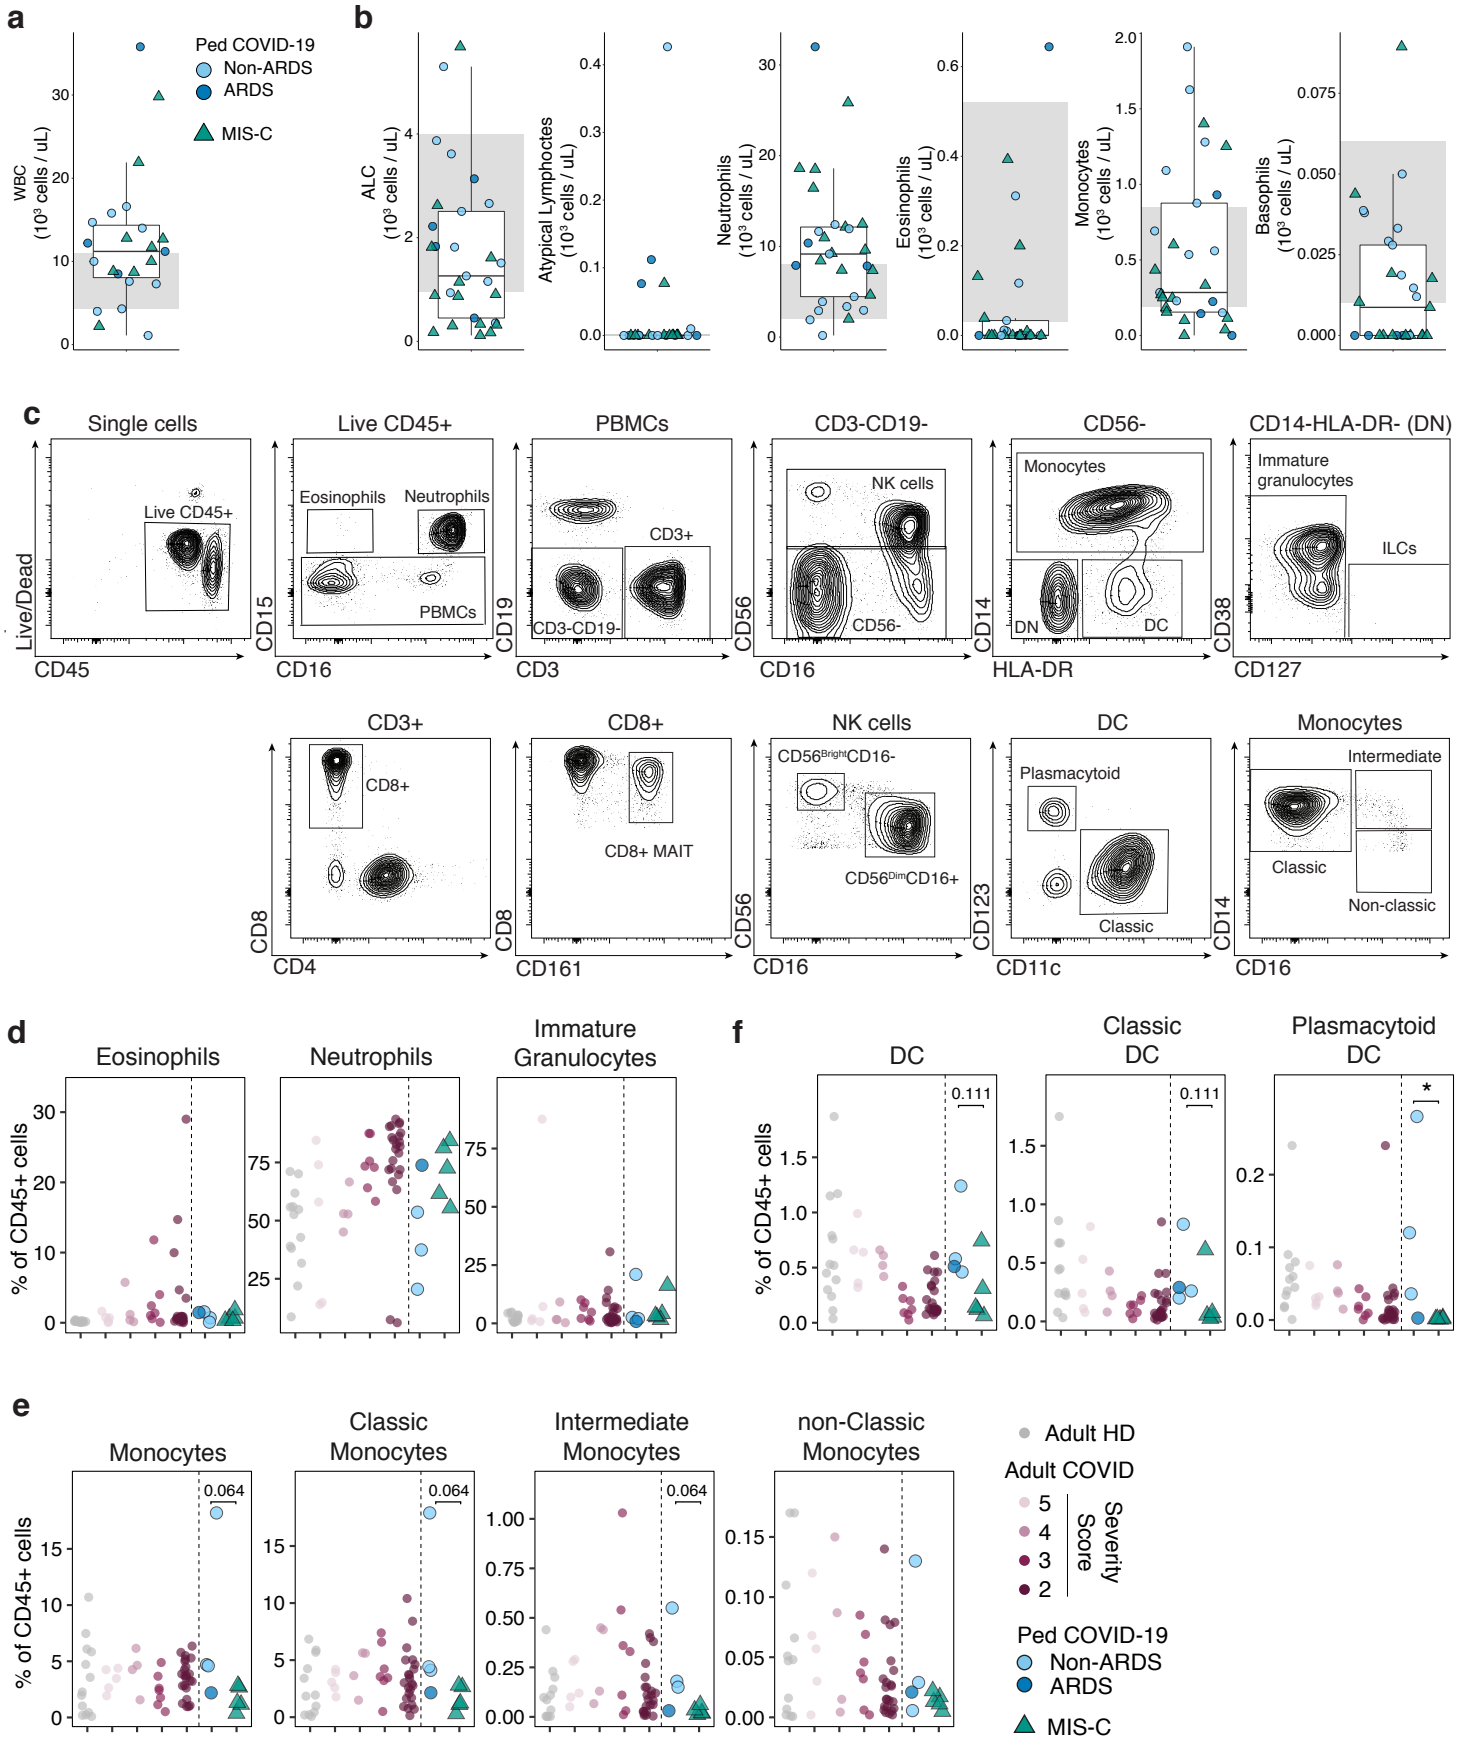 a
b
Ped COVID-19
Non-ARDS
ARDS
MIS-C
WBC
(10³ cells / uL)
0
10
20
30
ALC
(10³ cells / uL)
0
2
4
Atypical Lymphoctes
(10³ cells / uL)
0.0
0.1
0.2
0.3
0.4
Neutrophils
(10³ cells / uL)
0
10
20
30
Eosinophils
(10³ cells / uL)
0.0
0.2
0.4
0.6
Monocytes
(10³ cells / uL)
0.0
0.5
1.0
1.5
2.0
Basophils
(10³ cells / uL)
0.000
0.025
0.050
0.075
c
Single cells
Live CD45+
Live/Dead
CD45
Live CD45+
Eosinophils
Neutrophils
PBMCs
CD15
CD16
PBMCs
CD3+
CD3-CD19-
CD19
CD3
CD3-CD19-
NK cells
CD56-
CD56
CD16
CD56-
Monocytes
DN
DC
CD14
HLA-DR
CD14-HLA-DR- (DN)
Immature
granulocytes
ILCs
CD38
CD127
CD3+
CD8+
CD8
CD4
CD8+
CD8+ MAIT
CD8
CD161
NK cells
CD56BrightCD16-
CD56DimCD16+
CD56
CD16
DC
Plasmacytoid
Classic
CD123
CD11c
Monocytes
Intermediate
Classic
Non-classic
CD14
CD16
d
% of CD45+ cells
Eosinophils
0
10
20
30
Neutrophils
25
50
75
Immature
Granulocytes
0
25
50
75
f
% of CD45+ cells
DC
0.111
0.0
0.5
1.0
1.5
Classic
DC
0.111
0.0
0.5
1.0
1.5
Plasmacytoid
DC
*
0.0
0.1
0.2
e
% of CD45+ cells
Monocytes
0.064
0
5
10
15
Classic
Monocytes
0.064
0
5
10
15
Intermediate
Monocytes
0.064
0.00
0.25
0.50
0.75
1.00
non-Classic
Monocytes
0.00
0.05
0.10
0.15
Adult HD
Adult COVID
5
4
3
2
Severity
Score
Ped COVID-19
Non-ARDS
ARDS
MIS-C